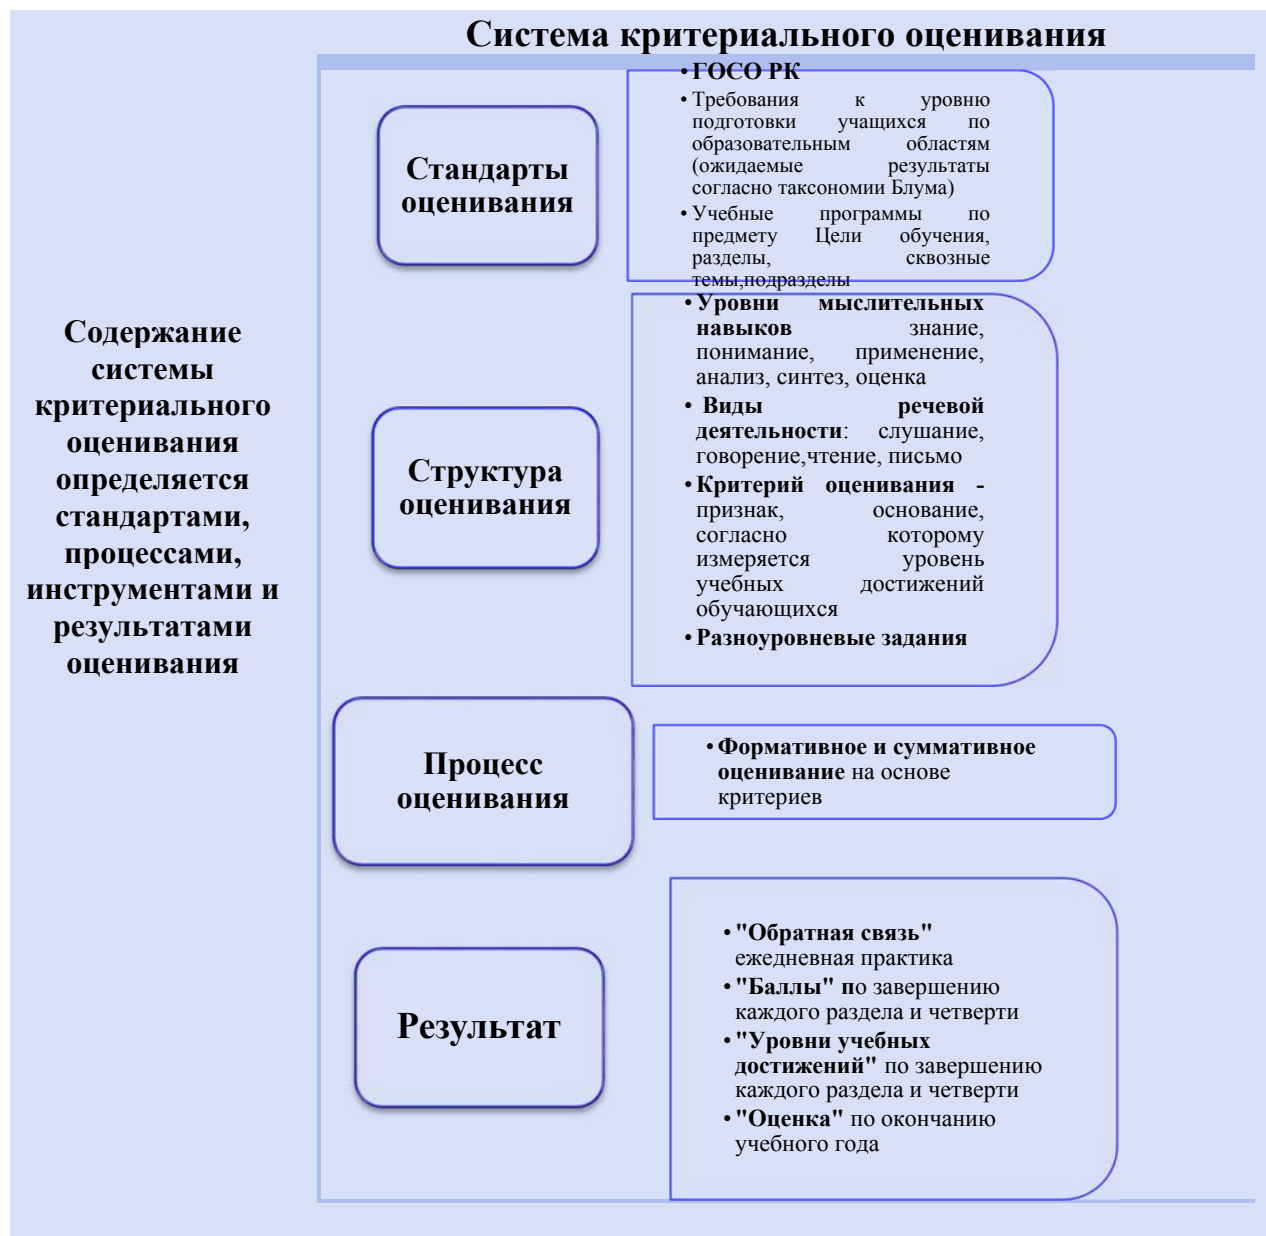 Система критериального оценивания
Содержание
системы
критериального
оценивания
определяется
стандартами,
процессами,
инструментами и
результатами
оценивания
Стандарты
оценивания
• ГОСО РК
• Требования к уровню
подготовки учащихся по
образовательным областям
(ожидаемые результаты
согласно таксономии Блума)
• Учебные программы по
предмету Цели обучения,
разделы, сквозные
темы,подразделы
Структура
оценивания
• Уровни мыслительных
навыков знание,
понимание, применение,
анализ, синтез, оценка
• Виды речевой
деятельности: слушание,
говорение,чтение, письмо
• Критерий оценивания -
признак, основание,
согласно которому
измеряется уровень
учебных достижений
обучающихся
• Разноуровневые задания
Процесс
оценивания
• Формативное и суммативное
оценивание на основе
критериев
Результат
• "Обратная связь"
ежедневная практика
• "Баллы" по завершению
каждого раздела и четверти
• "Уровни учебных
достижений" по завершению
каждого раздела и четверти
• "Оценка" по окончанию
учебного года